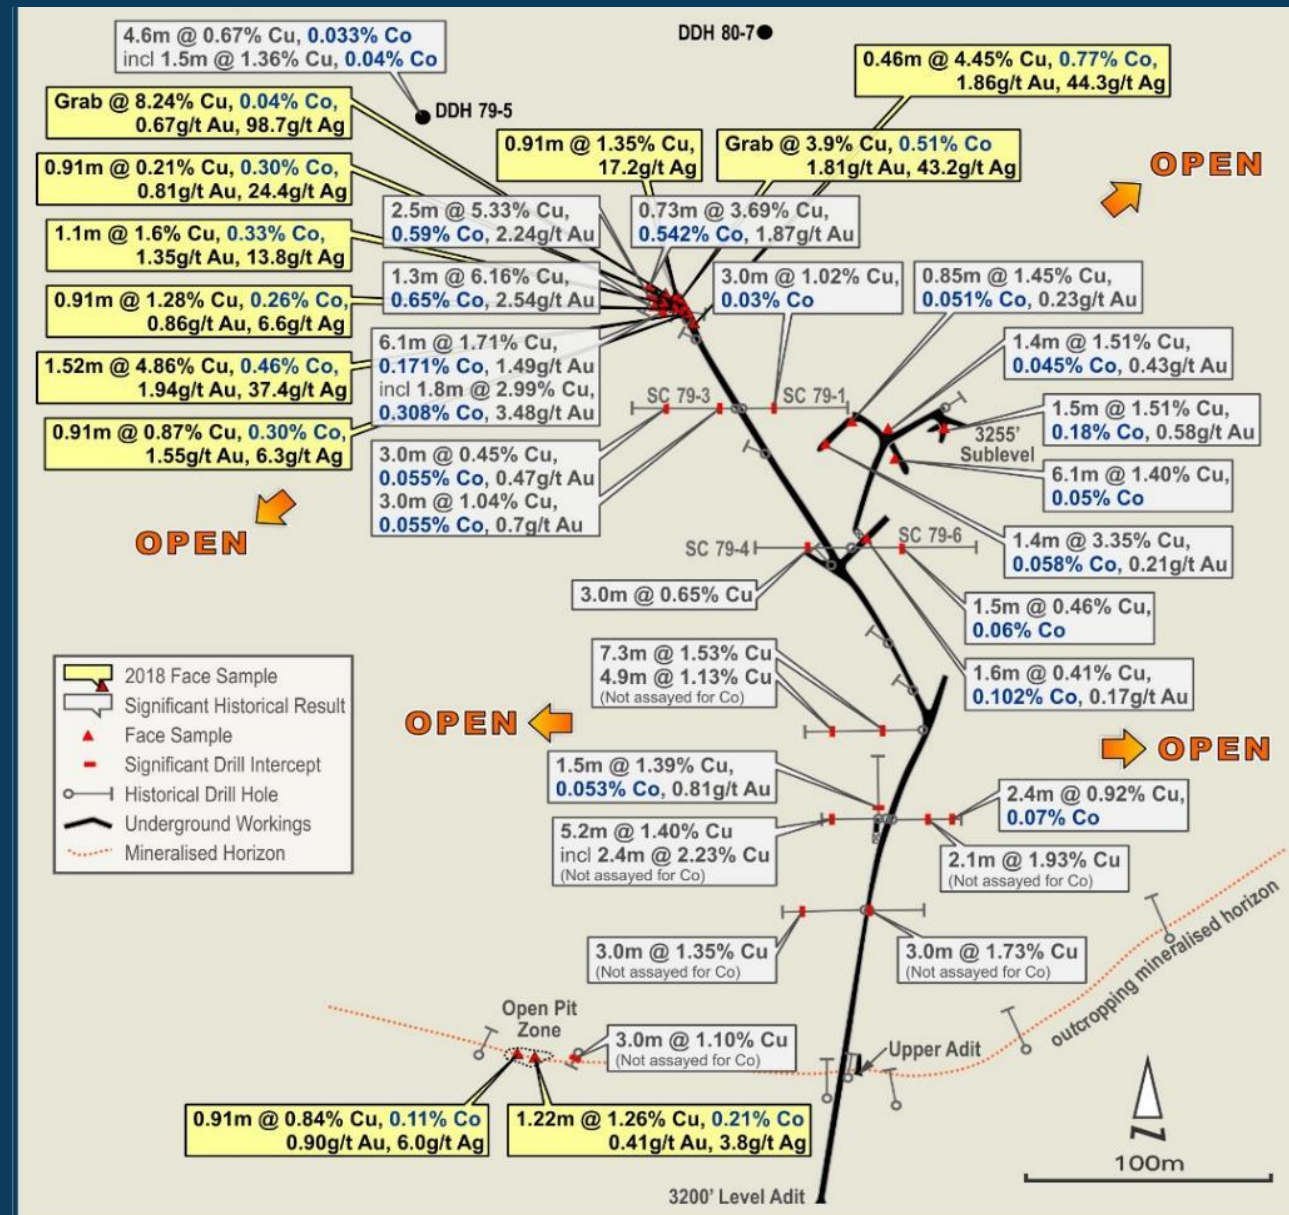 4.6m @ 0.67% Cu, 0.033% Co
incl 1.5m @ 1.36% Cu, 0.04% Co
DDH 79-5
DDH 80-7
0.46m @ 4.45% Cu, 0.77% Co,
1.86g/t Au, 44.3g/t Ag
Grab @ 8.24% Cu, 0.04% Co,
0.67g/t Au, 98.7g/t Ag
0.91m @ 1.35% Cu,
17.2g/t Ag
Grab @ 3.9% Cu, 0.51% Co
1.81g/t Au, 43.2g/t Ag
OPEN
0.91m @ 0.21% Cu, 0.30% Co,
0.81g/t Au, 24.4g/t Ag
2.5m @ 5.33% Cu,
0.59% Co, 2.24g/t Au
0.73m @ 3.69% Cu,
0.542% Co, 1.87g/t Au
1.1m @ 1.6% Cu, 0.33% Co,
1.35g/t Au, 13.8g/t Ag
1.3m @ 6.16% Cu,
0.65% Co, 2.54g/t Au
3.0m @ 1.02% Cu,
0.03% Co
0.85m @ 1.45% Cu,
0.051% Co, 0.23g/t Au
0.91m @ 1.28% Cu, 0.26% Co,
0.86g/t Au, 6.6g/t Ag
6.1m @ 1.71% Cu,
0.171% Co, 1.49g/t Au
incl 1.8m @ 2.99% Cu,
0.308% Co, 3.48g/t Au
1.4m @ 1.51% Cu,
0.045% Co, 0.43g/t Au
1.52m @ 4.86% Cu, 0.46% Co,
1.94g/t Au, 37.4g/t Ag
SC 79-3
SC 79-1
1.5m @ 1.51% Cu,
0.18% Co, 0.58g/t Au
0.91m @ 0.87% Cu, 0.30% Co,
1.55g/t Au, 6.3g/t Ag
3255'
Sublevel
3.0m @ 0.45% Cu,
0.055% Co, 0.47g/t Au
3.0m @ 1.04% Cu,
0.055% Co, 0.7g/t Au
6.1m @ 1.40% Cu,
0.05% Co
OPEN
SC 79-4
SC 79-6
1.4m @ 3.35% Cu,
0.058% Co, 0.21g/t Au
3.0m @ 0.65% Cu
1.5m @ 0.46% Cu,
0.06% Co
7.3m @ 1.53% Cu
4.9m @ 1.13% Cu
(Not assayed for Co)
1.6m @ 0.41% Cu,
0.102% Co, 0.17g/t Au
2018 Face Sample
Significant Historical Result
Face Sample
Significant Drill Intercept
Historical Drill Hole
Underground Workings
Mineralised Horizon
OPEN
OPEN
1.5m @ 1.39% Cu,
0.053% Co, 0.81g/t Au
2.4m @ 0.92% Cu,
0.07% Co
5.2m @ 1.40% Cu
incl 2.4m @ 2.23% Cu
(Not assayed for Co)
2.1m @ 1.93% Cu
(Not assayed for Co)
3.0m @ 1.35% Cu
(Not assayed for Co)
3.0m @ 1.73% Cu
(Not assayed for Co)
outcropping mineralised horizon
Open Pit
Zone
3.0m @ 1.10% Cu
(Not assayed for Co)
Upper Adit
0.91m @ 0.84% Cu, 0.11% Co
0.90g/t Au, 6.0g/t Ag
1.22m @ 1.26% Cu, 0.21% Co
0.41g/t Au, 3.8g/t Ag
N
100m
3200' Level Adit